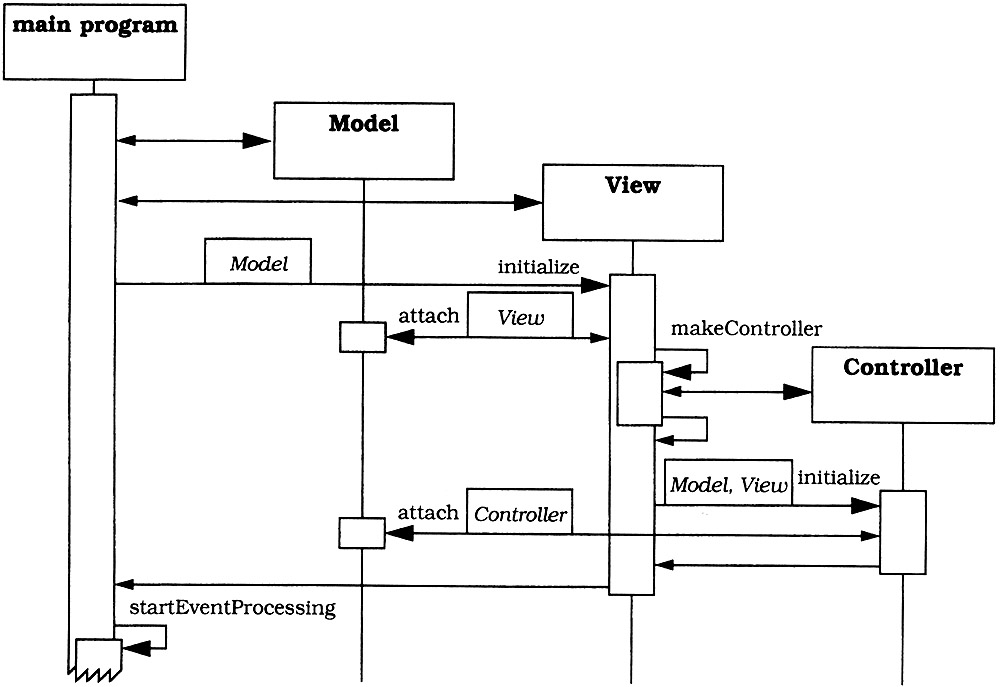 main program
Model
View
Model
initialize
attach
View
makeController
Controller
Model, View
initialize
attach
Controller
startEventProcessing